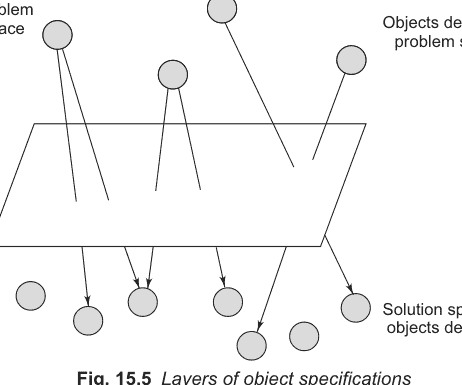 blem
ace
Objects de
problem s
Solution sp
objects de
Fig. 15.5 Layers of object specifications